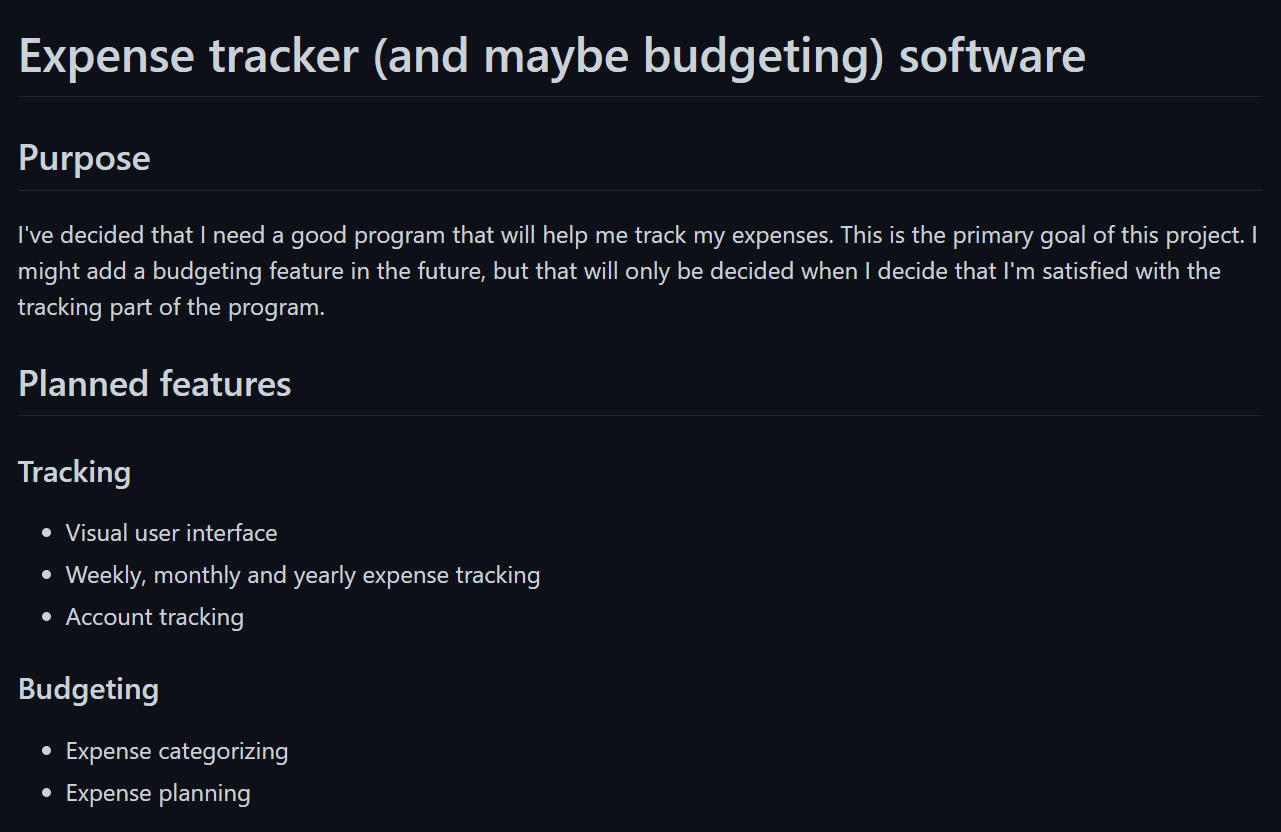 Expense tracker (and maybe budgeting) software
Purpose
I've decided that I need a good program that will help me track my expenses. This is the primary goal of this project. I
might add a budgeting feature in the future, but that will only be decided when I decide that I'm satisfied with the
tracking part of the program.
Planned features
Tracking
• Visual user interface
• Weekly, monthly and yearly expense tracking
• Account tracking
Budgeting
• Expense categorizing
• Expense planning